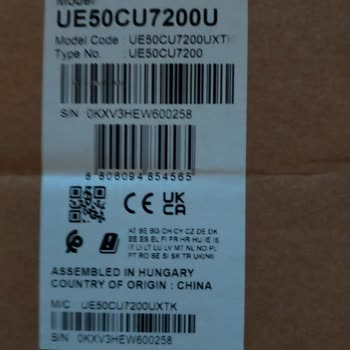 Model
UE50CU7200U
Model Code : UE50CU7200UXTK
Type No. : UE50CU7200
S/N : 0KXV3HEW600258
8 806094 854565
CE UK CA
AT BE BG CH CY CZ DE DK
EE ES EL FI FR HR HU IE IS
IT LI LT LU LV MT NL NO PL
PT RO SE SI SK TR UK(NI)
ASSEMBLED IN HUNGARY
COUNTRY OF ORIGIN : CHINA
M/C : UE50CU7200UXTK
S/N : 0KXV3HEW600258